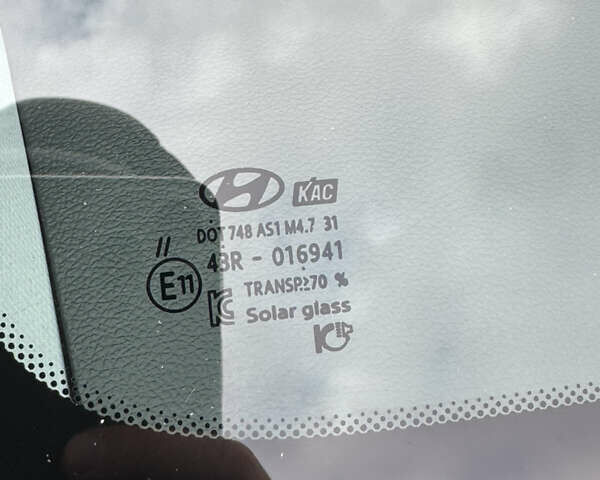 KAC
DOT 748 AS1 M4.7 31
//
43R - 016941
E11
TRANSP.≥70 %
Solar glass